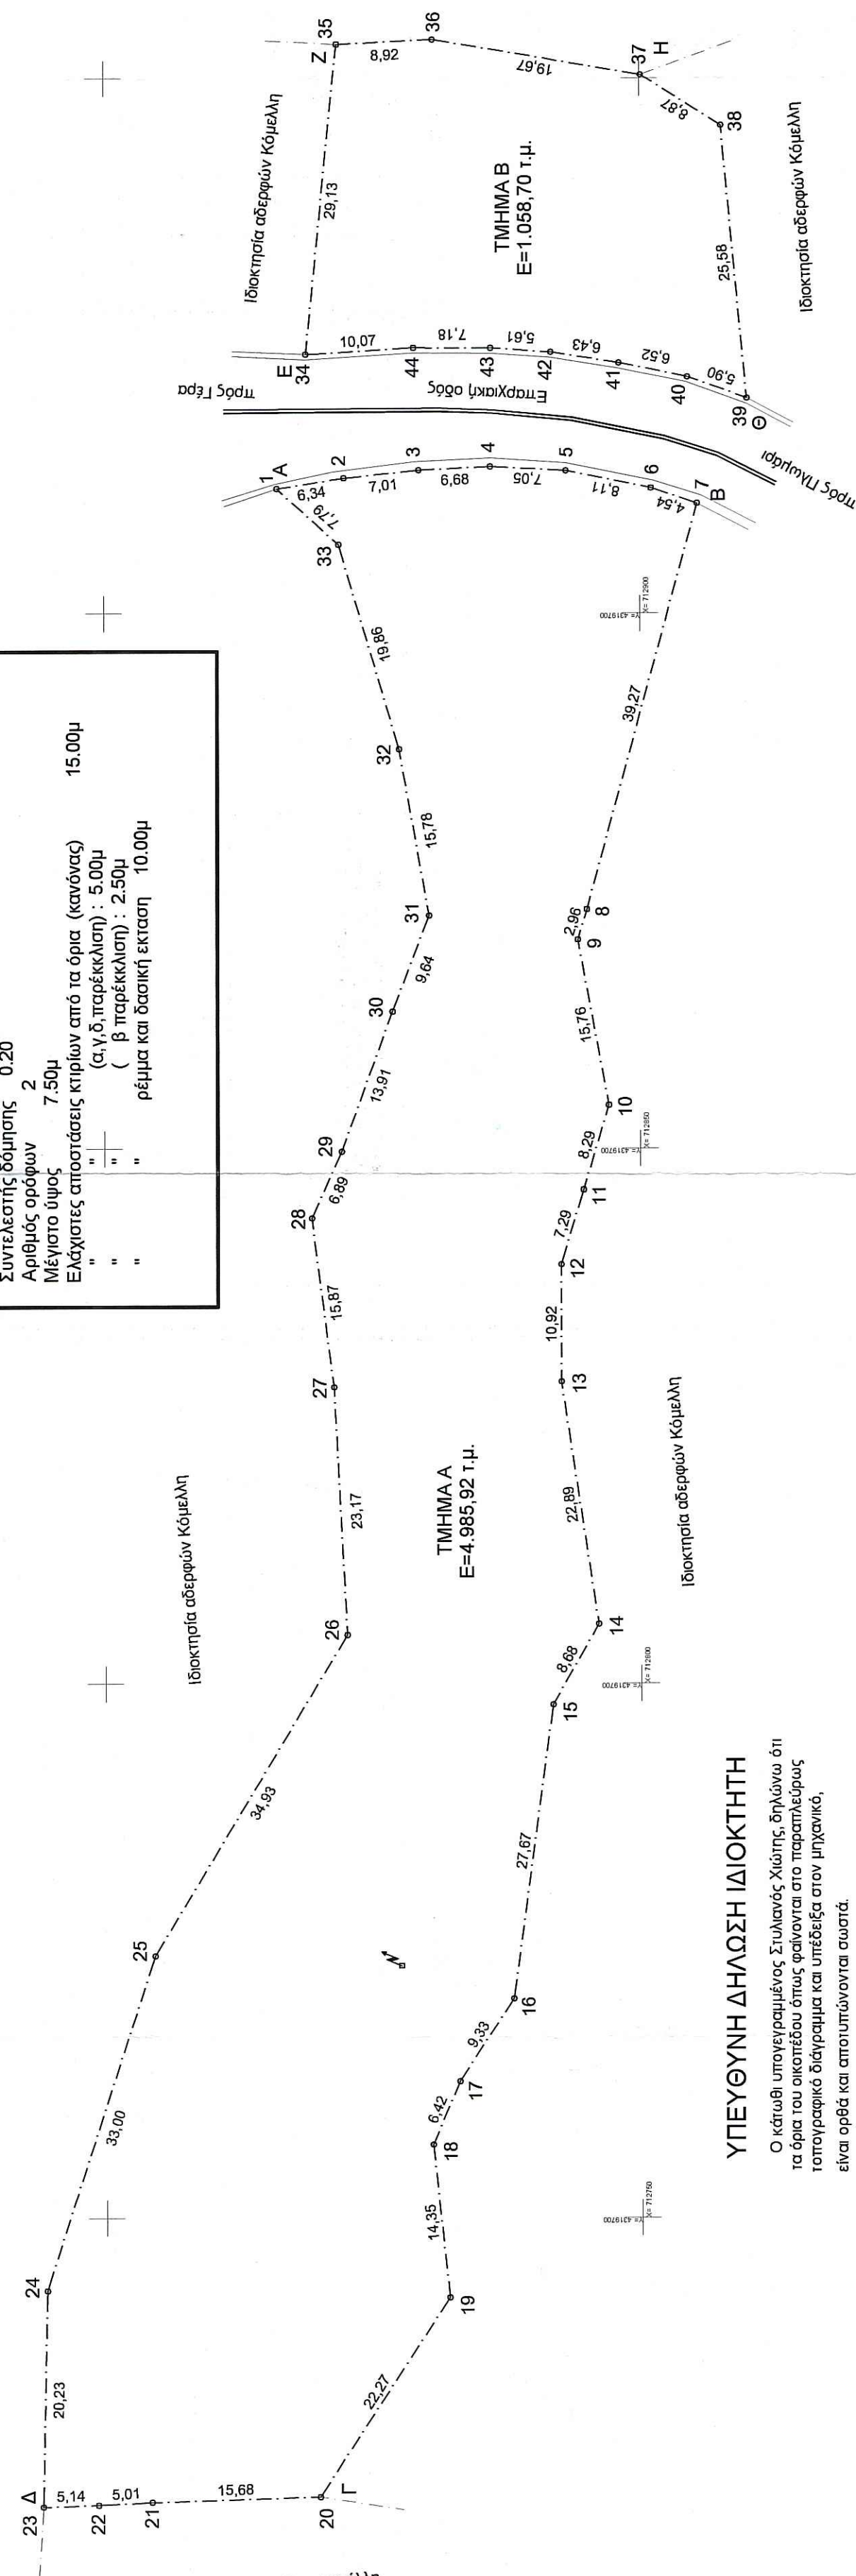 Συντελεστής δόμησης 0.20
Αριθμός ορόφων 2
Μέγιστο ύψος 7.50μ
Ελάχιστες αποστάσεις κτιρίων από τα όρια (κανόνας) 15.00μ
" " (α,γ,δ,παρέκκλιση) : 5.00μ
" " ( β παρέκκλιση) : 2.50μ
" " ρέμμα και δασική εκταση 10.00μ
Ιδιοκτησία αδερφών Κόμελλη
Ιδιοκτησία αδερφών Κόμελλη
23 Δ
20,23
24
33,00
25
34,93
26
23,17
27
15,87
28
6,89
29
13,91
30
9,64
31
15,78
32
19,86
33
7,79
1
A
6,34
2
7,01
3
6,69
4
7,05
5
8,11
6
4,54
7
B
39,27
8
2,96
9
15,76
10
8,29
11
7,29
12
10,92
13
22,89
14
8,68
15
27,67
16
9,33
17
6,42
18
14,35
19
22,27
20
Γ
15,68
21
5,01
22
5,14
ΤΜΗΜΑ Α
Ε=4.985,92 τ.μ.
Ιδιοκτησία αδερφών Κόμελλη
πρός Γέρα
Επαρχιακή οδός
πρός Πλωμάρι
E
34
29,13
Z
35
8,92
36
19,67
37
H
8,87
38
25,58
39
Θ
5,90
40
6,52
41
6,43
42
5,61
43
7,18
44
10,07
ΤΜΗΜΑ Β
Ε=1.058,70 τ.μ.
Ιδιοκτησία αδερφών Κόμελλη
X= 712750
Y= 4319700
X= 712800
Y= 4319700
X= 712850
Y= 4319700
X= 712900
Y= 4319700
ΥΠΕΥΘΥΝΗ ΔΗΛΩΣΗ ΙΔΙΟΚΤΗΤΗ
Ο κάτωθι υπογεγραμμένος Στυλιανός Χιώτης, δηλώνω ότι
τα όρια του οικοπέδου όπως φαίνονται στο παραπλεύρως
τοπογραφικό διάγραμμα και υπέδειξα στον μηχανικό,
είναι ορθά και αποτυπώνονται σωστά.